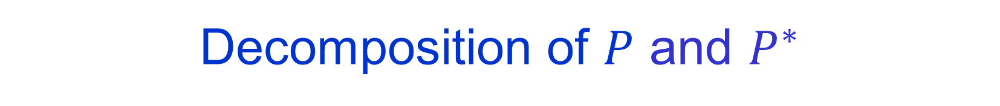 Decomposition of 𝑃 and 𝑃*